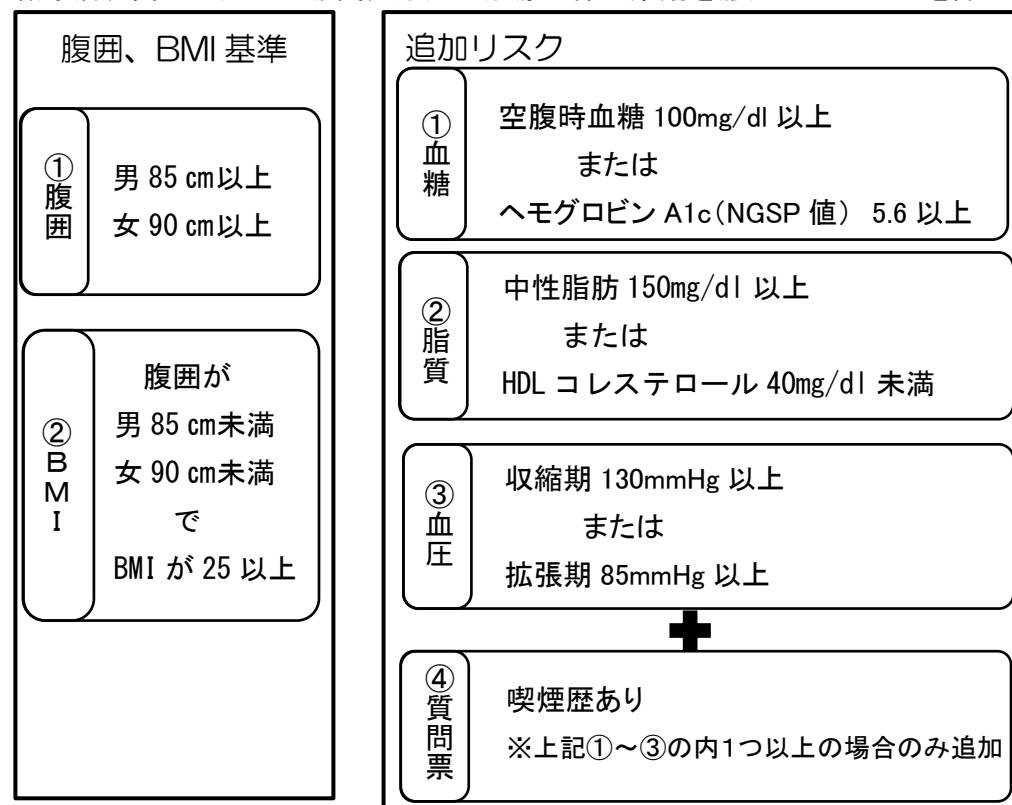 腹囲、BMI 基準
①腹囲
男 85 ㎝以上
女 90 ㎝以上
②BMI
腹囲が
男 85 ㎝未満
女 90 ㎝未満
で
BMI が 25 以上
追加リスク
①血糖
空腹時血糖 100mg/dl 以上
または
ヘモグロビン A1c(NGSP 値) 5.6 以上
②脂質
中性脂肪 150mg/dl 以上
または
HDL コレステロール 40mg/dl 未満
③血圧
収縮期 130mmHg 以上
または
拡張期 85mmHg 以上
④質問票
喫煙歴あり
※上記①~③の内1つ以上の場合のみ追加